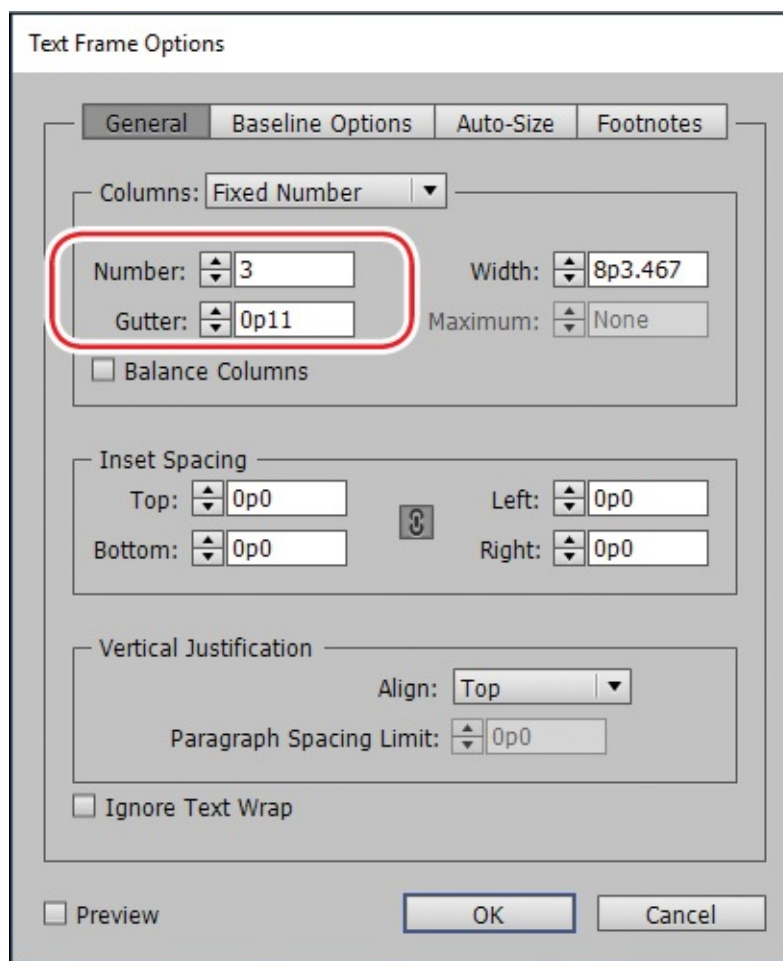 Text Frame Options
General Baseline Options Auto-Size Footnotes
Columns: Fixed Number
Number: 3 Width: 8p3.467
Gutter: 0p11 Maximum: None
Balance Columns
Inset Spacing
Top: 0p0 Left: 0p0
Bottom: 0p0 Right: 0p0
Vertical Justification
Align: Top
Paragraph Spacing Limit: 0p0
Ignore Text Wrap
Preview OK Cancel